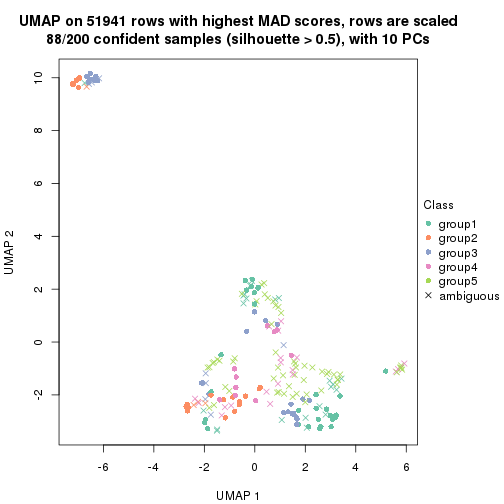 UMAP on 51941 rows with highest MAD scores, rows are scaled
88/200 confident samples (silhouette > 0.5), with 10 PCs
10
8
6
4
2
0
-2
UMAP 2
-6
-4
-2
0
2
4
6
UMAP 1
Class
group1
group2
group3
group4
group5
ambiguous